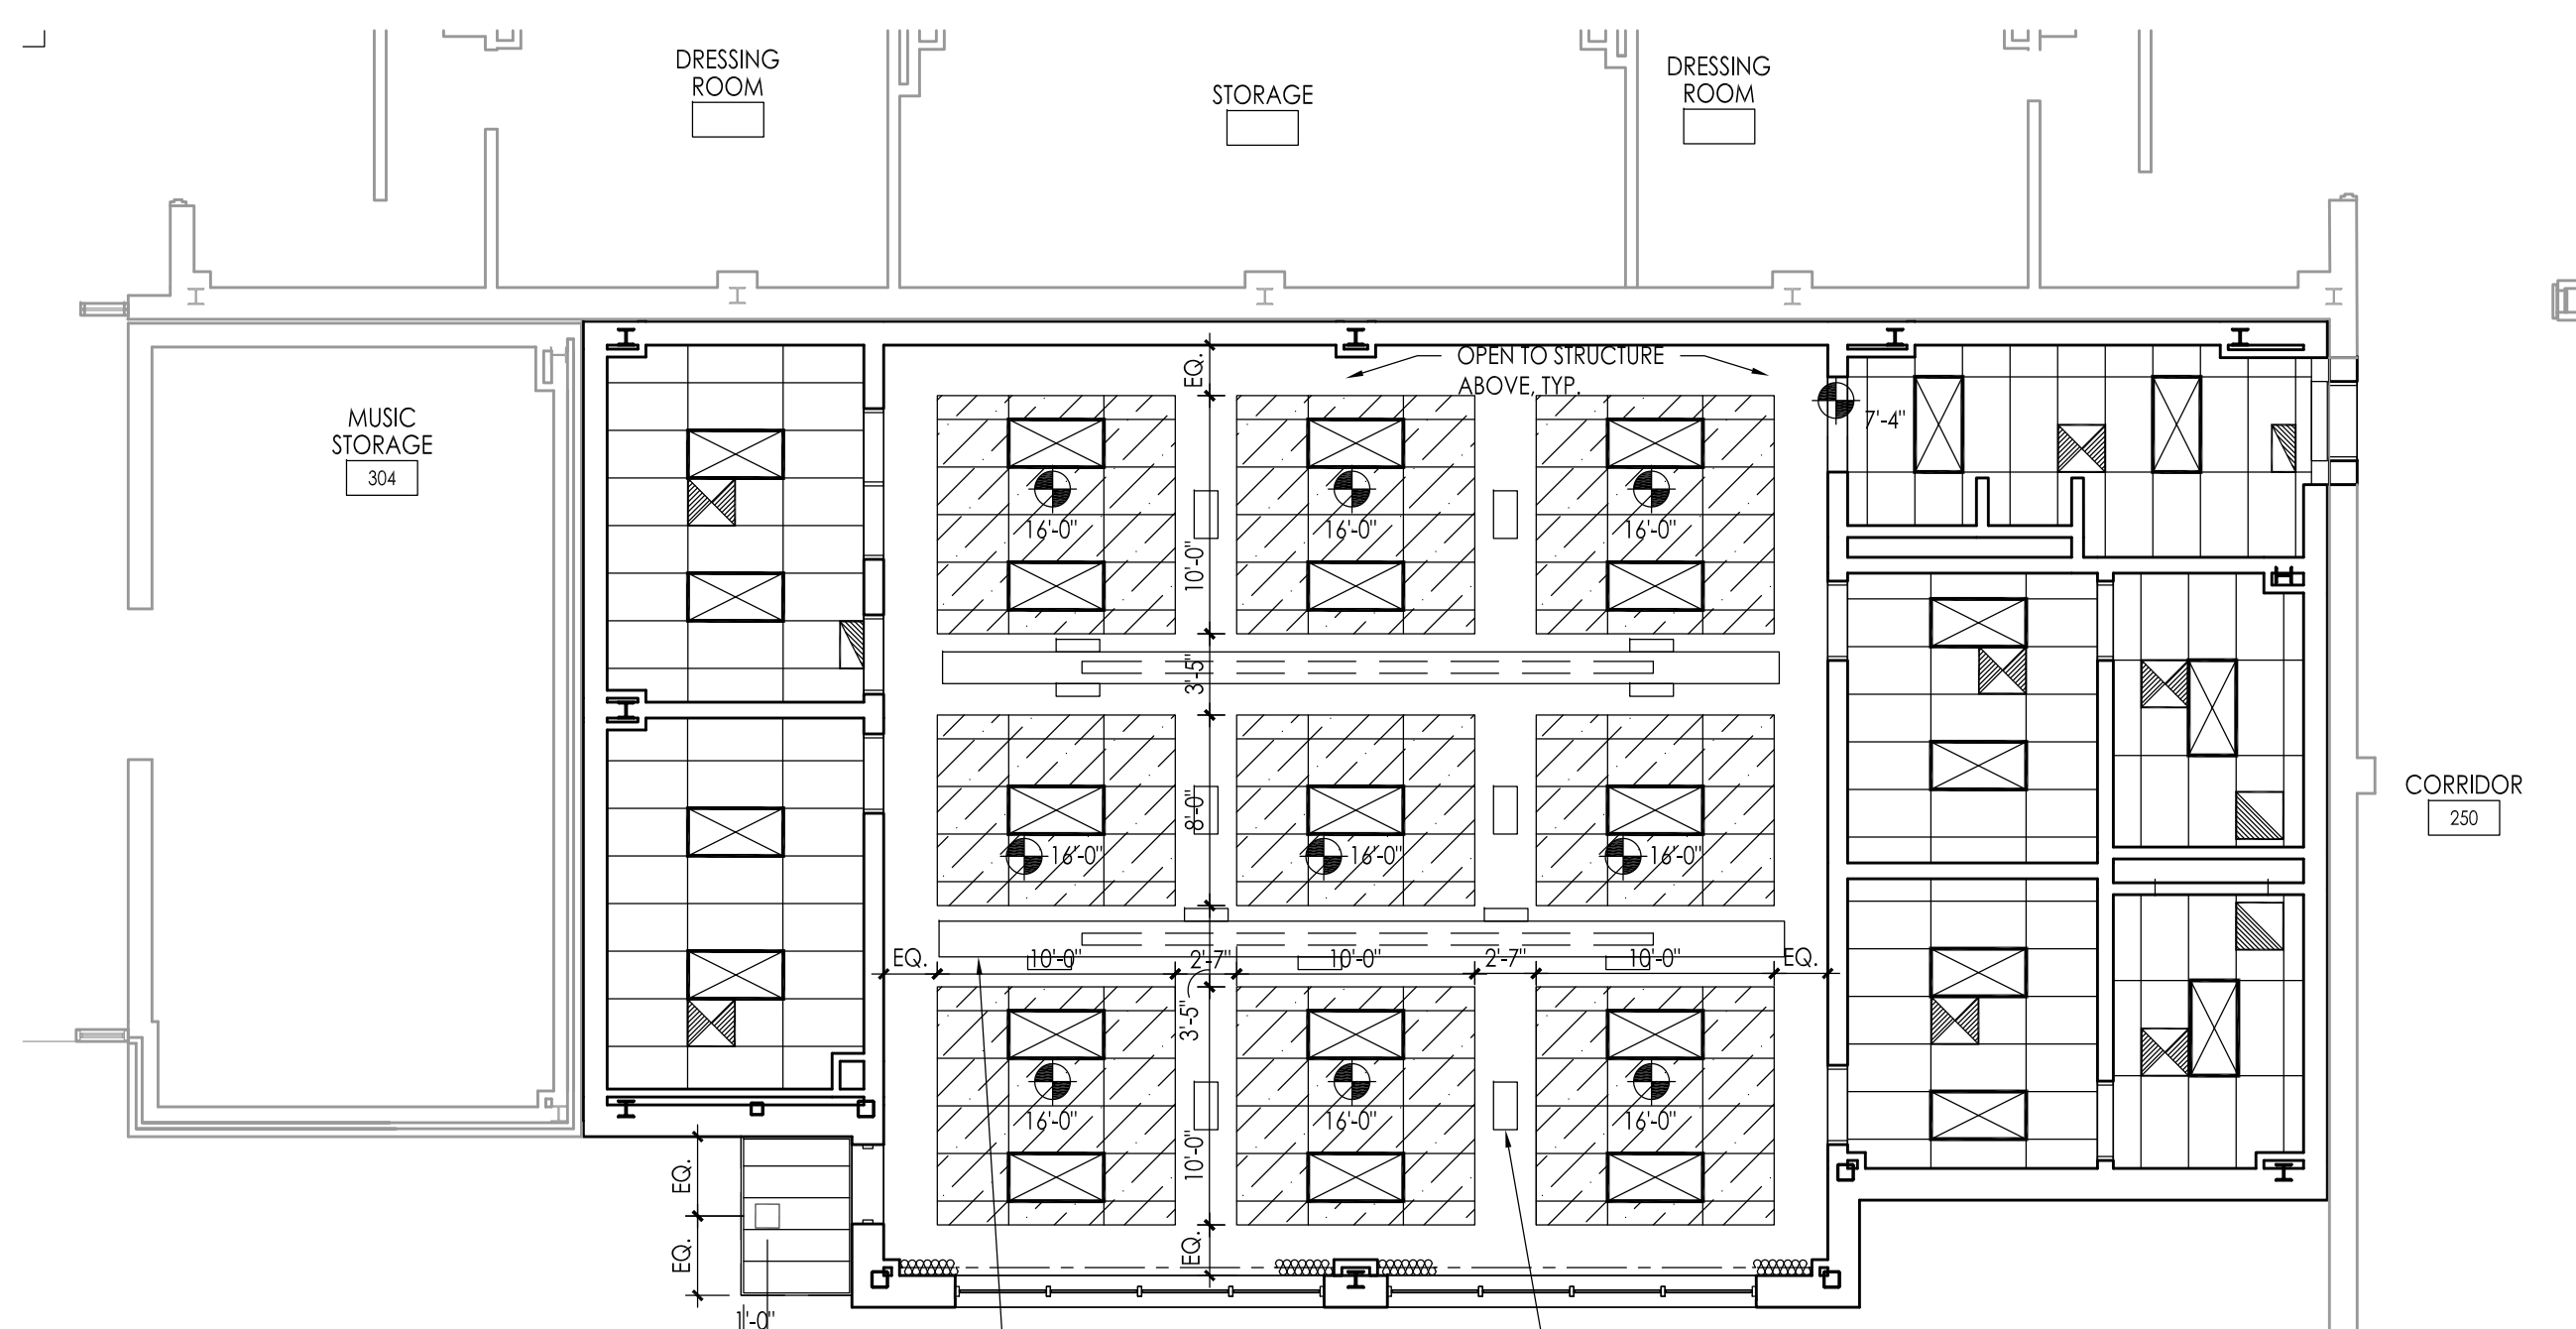 DRESSING
ROOM
STORAGE
DRESSING
ROOM
EQ.
OPEN TO STRUCTURE
ABOVE, TYP.
7'-4"
MUSIC
STORAGE
304
16'-0"
16'-0"
16'-0"
10'-0"
3'-5"
CORRIDOR
250
8'-0"
16'-0"
16'-0"
16'-0"
EQ.
10'-0"
2'-7"
10'-0"
2'-7"
10'-0"
EQ.
3'-5"
16'-0"
16'-0"
16'-0"
10'-0"
EQ.
EQ.
EQ.
1'-0"